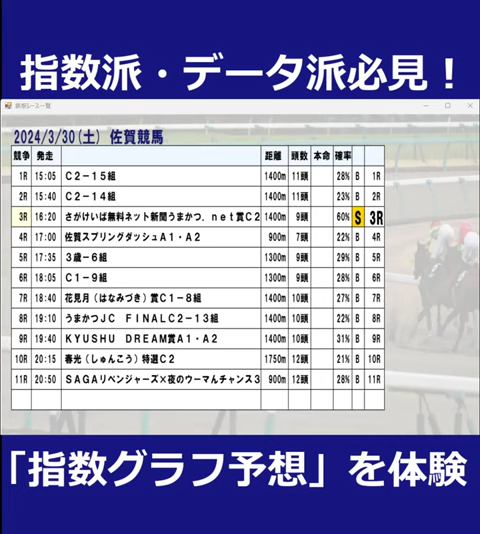 指数派・データ派必見！
鉄板レース一覧
2024/3/30(土) 佐賀競馬
競争 発走 距離 頭数 本命 確率
1R 15:05 C2-15組 1400m 11頭 28% B 1R
2R 15:40 C2-14組 1400m 11頭 23% B 2R
3R 16:20 さがけいば無料ネット新聞うまかつ．net賞C2 1400m 9頭 60% S 3R
4R 17:00 佐賀スプリングダッシュA1・A2 900m 7頭 22% B 4R
5R 17:35 3歳-6組 1300m 9頭 29% B 5R
6R 18:05 C1-9組 1300m 9頭 28% B 6R
7R 18:40 花見月（はなみづき）賞C1-8組 1400m 10頭 27% B 7R
8R 19:10 うまかつJC FINALC2-13組 1400m 10頭 22% B 8R
9R 19:40 KYUSHU DREAM賞A1・A2 1400m 10頭 31% B 9R
10R 20:15 春光（しゅんこう）特選C2 1750m 12頭 21% B 10R
11R 20:50 SAGAリベンジャーズ×夜のウーマんチャンス3 900m 12頭 28% B 11R
「指数グラフ予想」を体験